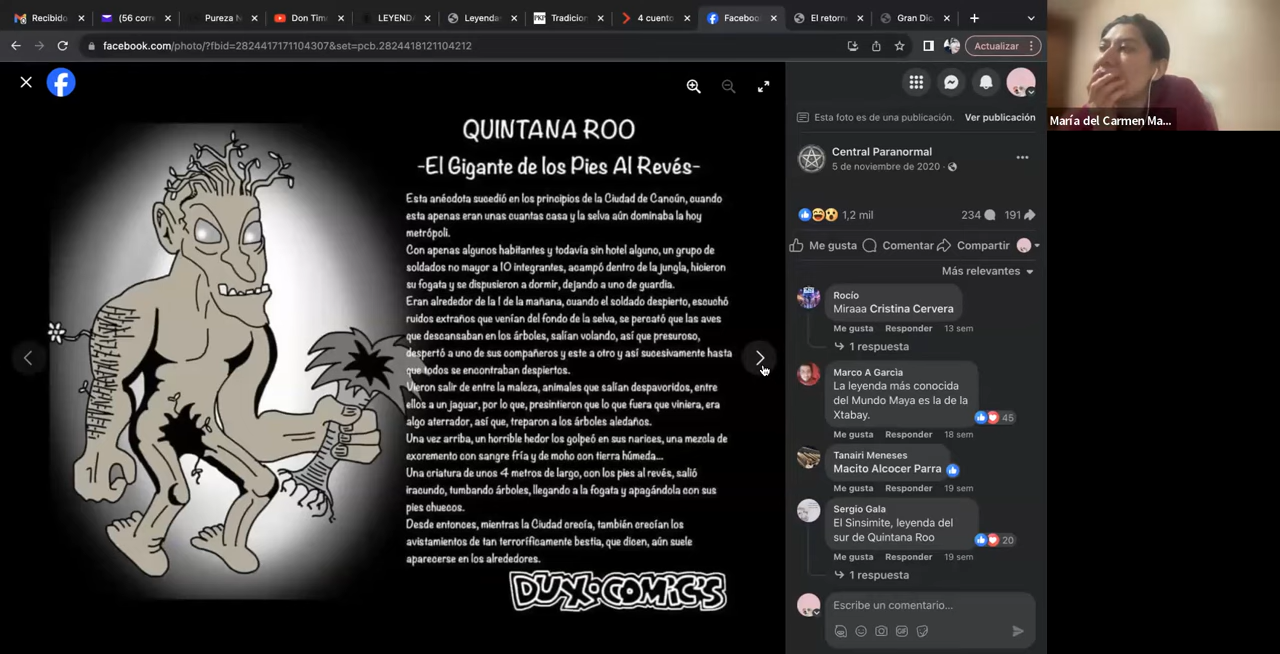 Recibido
(56 corre
Pureza N
Don Tim
LEYEND
Leyenda
PKP
Tradicior
4 cuento
Faceboo
El retorn
Gran Dic
facebook.com/photo/?fbid=2824417171104307&set=pcb.2824418121104212
Actualizar
QUINTANA ROO
-El Gigante de los Pies Al Revés-
Esta anécdota sucedió en los principios de la Ciudad de Cancún, cuando
esta apenas eran unas cuantas casa y la selva aún dominaba la hoy
metrópoli.
Con apenas algunos habitantes y todavía sin hotel alguno, un grupo de
soldados no mayor a 10 integrantes, acampó dentro de la jungla, hicieron
su fogata y se dispusieron a dormir, dejando a uno de guardia.
Eran alrededor de la 1 de la mañana, cuando el soldado despierto, escuchó
ruidos extraños que venían del fondo de la selva, se percató que las aves
que descansaban en los árboles, salían volando, así que presuroso,
despertó a uno de sus compañeros y este a otro y así sucesivamente hasta
que todos se encontraban despiertos.
Vieron salir de entre la maleza, animales que salían despavoridos, entre
ellos a un jaguar, por lo que, presintieron que lo que fuera que viniera, era
algo aterrador, así que, treparon a los árboles aledaños.
Una vez arriba, un horrible hedor los golpeó en sus narices, una mezcla de
excremento con sangre fría y de moho con tierra húmeda...
Una criatura de unos 4 metros de largo, con los pies al revés, salió
iracundo, tumbando árboles, llegando a la fogata y apagándola con sus
pies chuecos.
Desde entonces, mientras la Ciudad crecía, también crecían los
avistamientos de tan terroríficamente bestia, que dicen, aún suele
aparecerse en los alrededores.
DUX·COMIC'S
Esta foto es de una publicación. Ver publicación
Central Paranormal
5 de noviembre de 2020 ·
1,2 mil 234 191
Me gusta Comentar Compartir
Más relevantes
Rocío
Miraaa Cristina Cervera
Me gusta Responder 13 sem
1 respuesta
Marco A Garcìa
La leyenda más conocida
del Mundo Maya es la de la
Xtabay.
45
Me gusta Responder 18 sem
Tanairi Meneses
Macito Alcocer Parra
Me gusta Responder 19 sem
Sergio Gala
El Sinsimite, leyenda del
sur de Quintana Roo
20
Me gusta Responder 19 sem
1 respuesta
Escribe un comentario...
María del Carmen Ma...